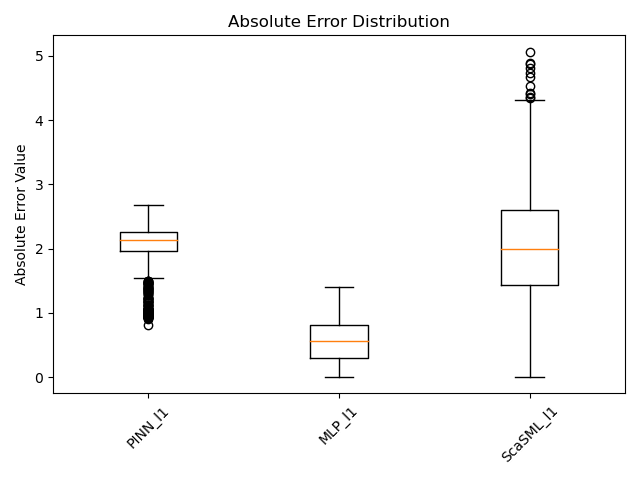 Absolute Error Distribution
Absolute Error Value
5
4
3
2
1
0
PINN_l1
MLP_l1
ScaSML_l1